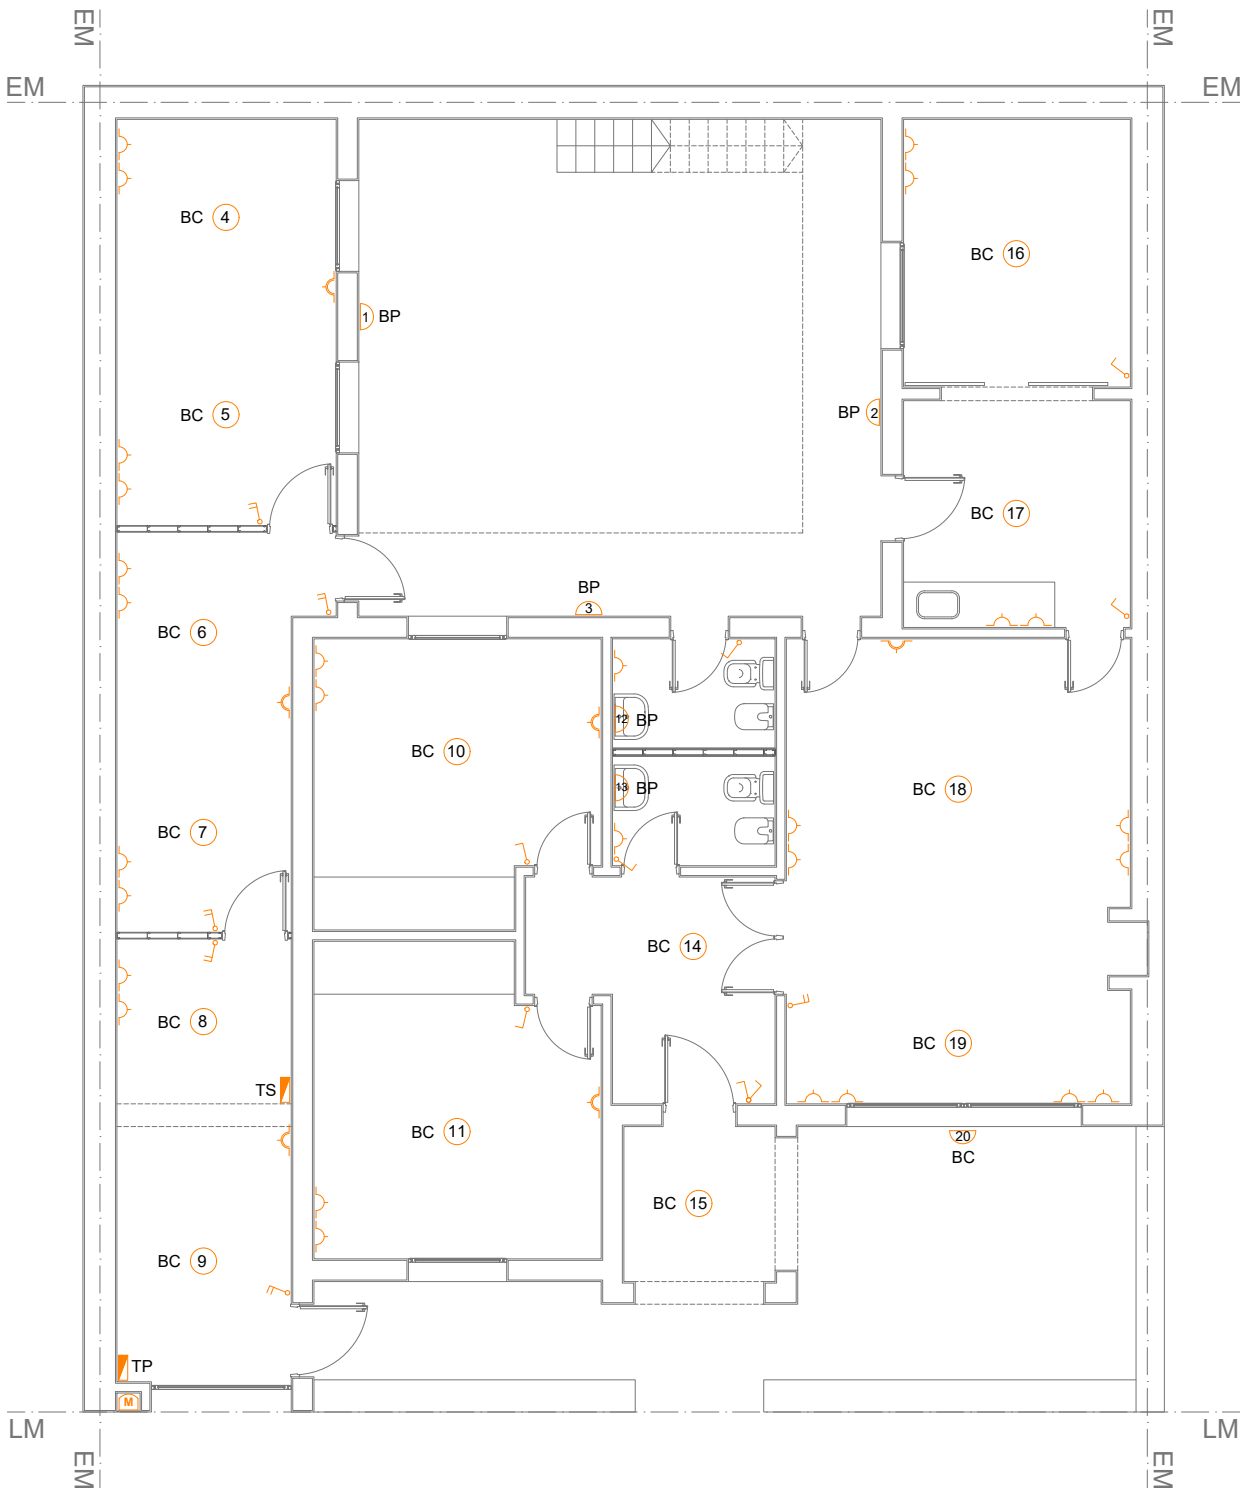 EM EM
EM EM
BC 4
BC 16
1 BP
BP 2
BC 5
BC 17
BP
3
BC 6
12 BP
BC 10
13 BP
BC 18
BC 7
BC 14
BC 8
BC 19
TS
BC 11
20
BC
BC 15
BC 9
TP
M
LM LM
EM EM